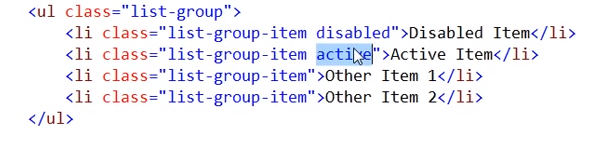 <ul class="list-group">
<li class="list-group-item disabled">Disabled Item</li>
<li class="list-group-item active">Active Item</li>
<li class="list-group-item">Other Item 1</li>
<li class="list-group-item">Other Item 2</li>
</ul>